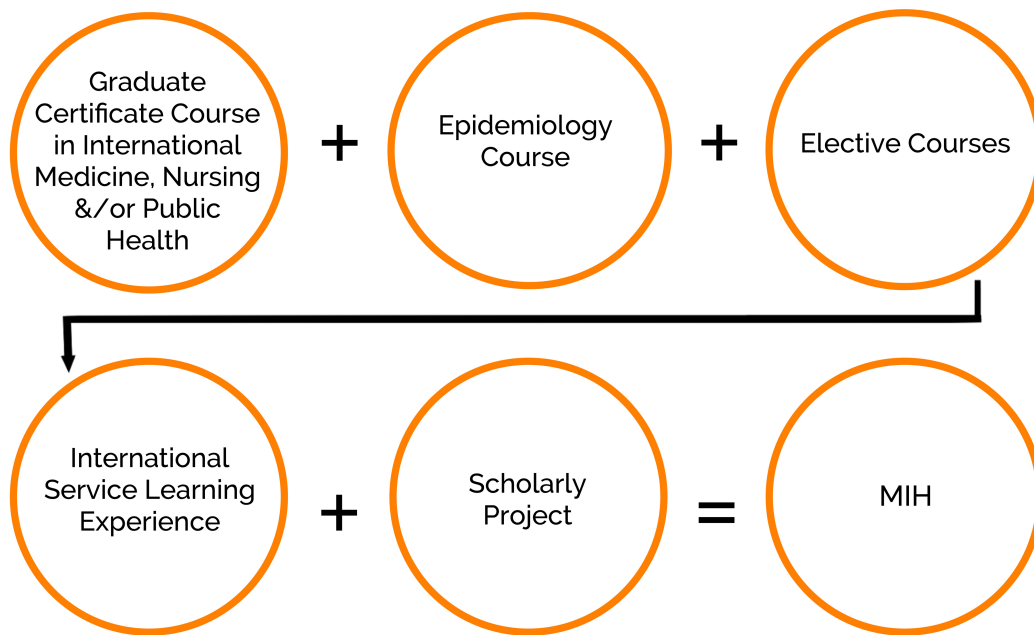 Graduate
Certificate Course
in International
Medicine, Nursing
&/or Public
Health
+
Epidemiology
Course
+
Elective Courses
International
Service Learning
Experience
+
Scholarly
Project
=
MIH